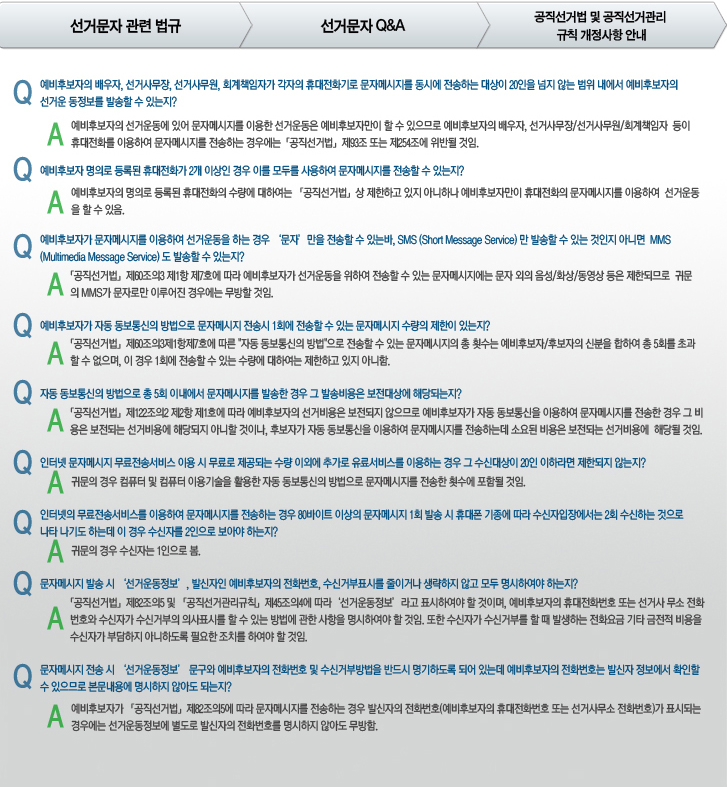 선거문자 관련 법규
선거문자 Q&A
공직선거법 및 공직선거관리
규칙 개정사항 안내
Q 예비후보자의 배우자, 선거사무장, 선거사무원, 회계책임자가 각자의 휴대전화기로 문자메시지를 동시에 전송하는 대상이 20인을 넘지 않는 범위 내에서 예비후보자의
선거운 동정보를 발송할 수 있는지?
A 예비후보자의 선거운동에 있어 문자메시지를 이용한 선거운동은 예비후보자만이 할 수 있으므로 예비후보자의 배우자, 선거사무장/선거사무원/회계책임자 등이
휴대전화를 이용하여 문자메시지를 전송하는 경우에는「공직선거법」제93조 또는 제254조에 위반될 것임.
Q 예비후보자 명의로 등록된 휴대전화가 2개 이상인 경우 이를 모두를 사용하여 문자메시지를 전송할 수 있는지?
A 예비후보자의 명의로 등록된 휴대전화의 수량에 대하여는 「공직선거법」상 제한하고 있지 아니하나 예비후보자만이 휴대전화의 문자메시지를 이용하여 선거운동
을 할 수 있음.
Q 예비후보자가 문자메시지를 이용하여 선거운동을 하는 경우 ‘문자’만을 전송할 수 있는바, SMS (Short Message Service) 만 발송할 수 있는 것인지 아니면 MMS
(Multimedia Message Service) 도 발송할 수 있는지?
A 「공직선거법」제60조의3 제1항 제7호에 따라 예비후보자가 선거운동을 위하여 전송할 수 있는 문자메시지에는 문자 외의 음성/화상/동영상 등은 제한되므로 귀문
의 MMS가 문자로만 이루어진 경우에는 무방할 것임.
Q 예비후보자가 자동 동보통신의 방법으로 문자메시지 전송시 1회에 전송할 수 있는 문자메시지 수량의 제한이 있는지?
A 「공직선거법」제60조의3제1항제7호에 따른 "자동 동보통신의 방법"으로 전송할 수 있는 문자메시지의 총 횟수는 예비후보자/후보자의 신분을 합하여 총 5회를 초과
할 수 없으며, 이 경우 1회에 전송할 수 있는 수량에 대하여는 제한하고 있지 아니함.
Q 자동 동보통신의 방법으로 총 5회 이내에서 문자메시지를 발송한 경우 그 발송비용은 보전대상에 해당되는지?
A 「공직선거법」제122조의2 제2항 제1호에 따라 예비후보자의 선거비용은 보전되지 않으므로 예비후보자가 자동 동보통신을 이용하여 문자메시지를 전송한 경우 그 비
용은 보전되는 선거비용에 해당되지 아니할 것이나, 후보자가 자동 동보통신을 이용하여 문자메시지를 전송하는데 소요된 비용은 보전되는 선거비용에 해당될 것임.
Q 인터넷 문자메시지 무료전송서비스 이용 시 무료로 제공되는 수량 이외에 추가로 유료서비스를 이용하는 경우 그 수신대상이 20인 이하라면 제한되지 않는지?
A 귀문의 경우 컴퓨터 및 컴퓨터 이용기술을 활용한 자동 동보통신의 방법으로 문자메시지를 전송한 횟수에 포함될 것임.
Q 인터넷의 무료전송서비스를 이용하여 문자메시지를 전송하는 경우 80바이트 이상의 문자메시지 1회 발송 시 휴대폰 기종에 따라 수신자입장에서는 2회 수신하는 것으로
나타 나기도 하는데 이 경우 수신자를 2인으로 보아야 하는지?
A 귀문의 경우 수신자는 1인으로 봄.
Q 문자메시지 발송 시 ‘선거운동정보’, 발신자인 예비후보자의 전화번호, 수신거부표시를 줄이거나 생략하지 않고 모두 명시하여야 하는지?
A 「공직선거법」제82조의5 및 「공직선거관리규칙」제45조의4에 따라 ‘선거운동정보’라고 표시하여야 할 것이며, 예비후보자의 휴대전화번호 또는 선거사 무소 전화
번호와 수신자가 수신거부의 의사표시를 할 수 있는 방법에 관한 사항을 명시하여야 할 것임. 또한 수신자가 수신거부를 할 때 발생하는 전화요금 기타 금전적 비용을
수신자가 부담하지 아니하도록 필요한 조치를 하여야 할 것임.
Q 문자메시지 전송 시 ‘선거운동정보’ 문구와 예비후보자의 전화번호 및 수신거부방법을 반드시 명기하도록 되어 있는데 예비후보자의 전화번호는 발신자 정보에서 확인할
수 있으므로 본문내용에 명시하지 않아도 되는지?
A 예비후보자가 「공직선거법」제82조의5에 따라 문자메시지를 전송하는 경우 발신자의 전화번호(예비후보자의 휴대전화번호 또는 선거사무소 전화번호)가 표시되는
경우에는 선거운동정보에 별도로 발신자의 전화번호를 명시하지 않아도 무방함.